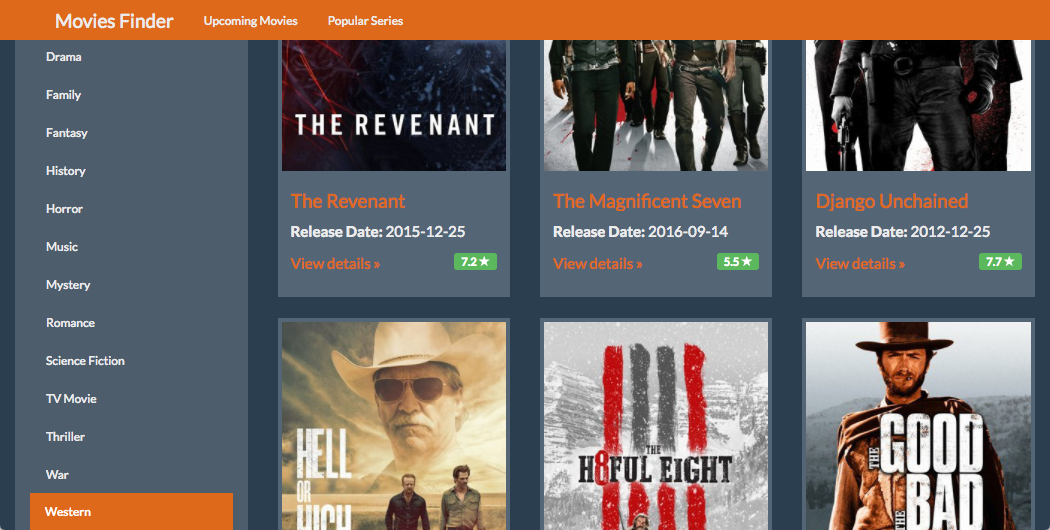 Movies Finder
Upcoming Movies
Popular Series
Drama
Family
Fantasy
History
Horror
Music
Mystery
Romance
Science Fiction
TV Movie
Thriller
War
Western
THE REVENANT
The Revenant
Release Date: 2015-12-25
View details »
7.2 ★
The Magnificent Seven
Release Date: 2016-09-14
View details »
5.5 ★
Django Unchained
Release Date: 2012-12-25
View details »
7.7 ★
HELL
OR
HIGH
THE
H8FUL EIGHT
THE
GOOD
THE
BAD